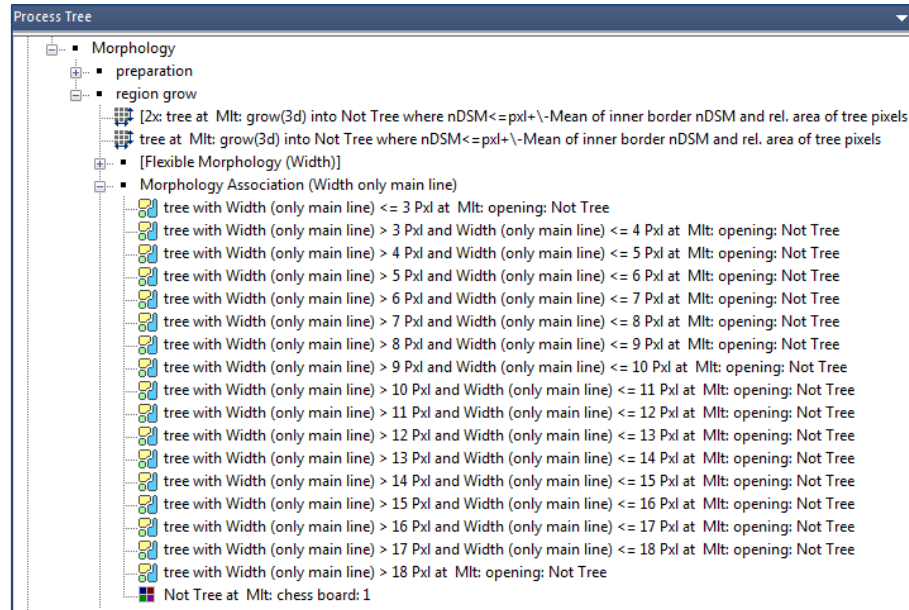 Process Tree
Morphology
preparation
region grow
[2x: tree at  Mlt: grow(3d) into Not Tree where nDSM<=pxl+\-Mean of inner border nDSM and rel. area of tree pixels
tree at  Mlt: grow(3d) into Not Tree where nDSM<=pxl+\-Mean of inner border nDSM and rel. area of tree pixels
[Flexible Morphology (Width)]
Morphology Association (Width only main line)
tree with Width (only main line) <= 3 Pxl at  Mlt: opening: Not Tree
tree with Width (only main line) > 3 Pxl and Width (only main line) <= 4 Pxl at  Mlt: opening: Not Tree
tree with Width (only main line) > 4 Pxl and Width (only main line) <= 5 Pxl at  Mlt: opening: Not Tree
tree with Width (only main line) > 5 Pxl and Width (only main line) <= 6 Pxl at  Mlt: opening: Not Tree
tree with Width (only main line) > 6 Pxl and Width (only main line) <= 7 Pxl at  Mlt: opening: Not Tree
tree with Width (only main line) > 7 Pxl and Width (only main line) <= 8 Pxl at  Mlt: opening: Not Tree
tree with Width (only main line) > 8 Pxl and Width (only main line) <= 9 Pxl at  Mlt: opening: Not Tree
tree with Width (only main line) > 9 Pxl and Width (only main line) <= 10 Pxl at  Mlt: opening: Not Tree
tree with Width (only main line) > 10 Pxl and Width (only main line) <= 11 Pxl at  Mlt: opening: Not Tree
tree with Width (only main line) > 11 Pxl and Width (only main line) <= 12 Pxl at  Mlt: opening: Not Tree
tree with Width (only main line) > 12 Pxl and Width (only main line) <= 13 Pxl at  Mlt: opening: Not Tree
tree with Width (only main line) > 13 Pxl and Width (only main line) <= 14 Pxl at  Mlt: opening: Not Tree
tree with Width (only main line) > 14 Pxl and Width (only main line) <= 15 Pxl at  Mlt: opening: Not Tree
tree with Width (only main line) > 15 Pxl and Width (only main line) <= 16 Pxl at  Mlt: opening: Not Tree
tree with Width (only main line) > 16 Pxl and Width (only main line) <= 17 Pxl at  Mlt: opening: Not Tree
tree with Width (only main line) > 17 Pxl and Width (only main line) <= 18 Pxl at  Mlt: opening: Not Tree
tree with Width (only main line) > 18 Pxl at  Mlt: opening: Not Tree
Not Tree at  Mlt: chess board: 1